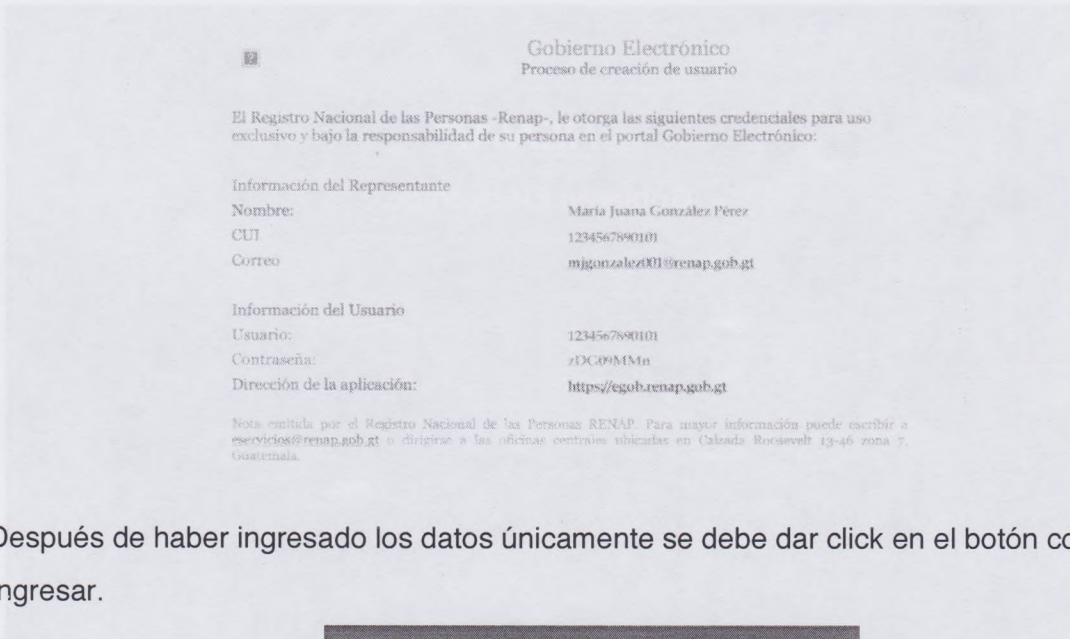 Gobierno Electrónico
Proceso de creación de usuario
El Registro Nacional de las Personas -Renap-, le otorga las siguientes credenciales para uso
exclusivo y bajo la responsabilidad de su persona en el portal Gobierno Electrónico:
Información del Representante
Nombre: María Juana González Pérez
CUI 1234567890101
Correo mjgonzalez001@renap.gob.gt
Información del Usuario
Usuario: 1234567890101
Contraseña: zDG09MMn
Dirección de la aplicación: https://egob.renap.gob.gt
Nota emitida por el Registro Nacional de las Personas RENAP. Para mayor información puede escribir a
eservicios@renap.gob.gt o dirigirse a las oficinas centrales ubicadas en Calzada Roosevelt 13-46 zona 7,
Guatemala.
Después de haber ingresado los datos únicamente se debe dar click en el botón co
ngresar.